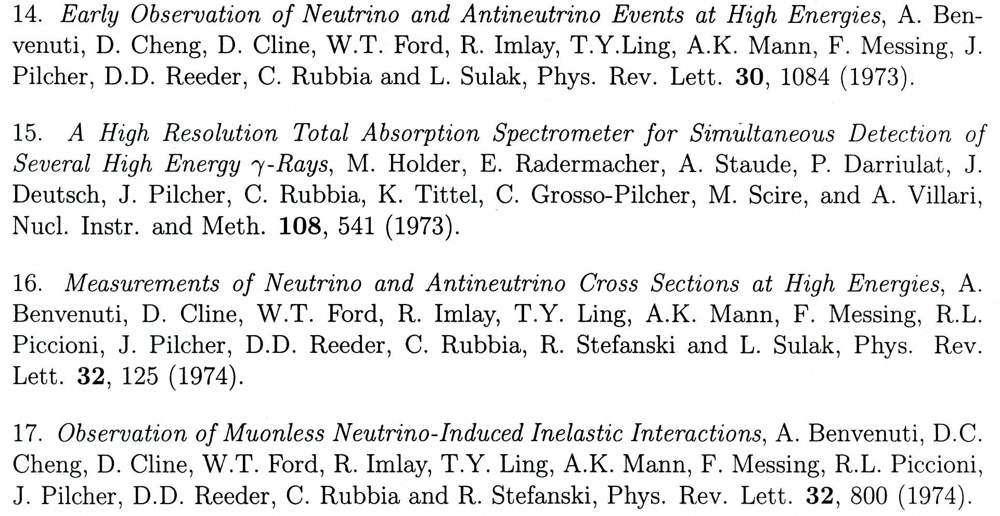 14. Early Observation of Neutrino and Antineutrino Events at High Energies, A. Ben-
venuti, D. Cheng, D. Cline, W.T. Ford, R. Imlay, T.Y.Ling, A.K. Mann, F. Messing, J.
Pilcher, D.D. Reeder, C. Rubbia and L. Sulak, Phys. Rev. Lett. 30, 1084 (1973).
15. A High Resolution Total Absorption Spectrometer for Simultaneous Detection of
Several High Energy γ-Rays, M. Holder, E. Radermacher, A. Staude, P. Darriulat, J.
Deutsch, J. Pilcher, C. Rubbia, K. Tittel, C. Grosso-Pilcher, M. Scire, and A. Villari,
Nucl. Instr. and Meth. 108, 541 (1973).
16. Measurements of Neutrino and Antineutrino Cross Sections at High Energies, A.
Benvenuti, D. Cline, W.T. Ford, R. Imlay, T.Y. Ling, A.K. Mann, F. Messing, R.L.
Piccioni, J. Pilcher, D.D. Reeder, C. Rubbia, R. Stefanski and L. Sulak, Phys. Rev.
Lett. 32, 125 (1974).
17. Observation of Muonless Neutrino-Induced Inelastic Interactions, A. Benvenuti, D.C.
Cheng, D. Cline, W.T. Ford, R. Imlay, T.Y. Ling, A.K. Mann, F. Messing, R.L. Piccioni,
J. Pilcher, D.D. Reeder, C. Rubbia and R. Stefanski, Phys. Rev. Lett. 32, 800 (1974).